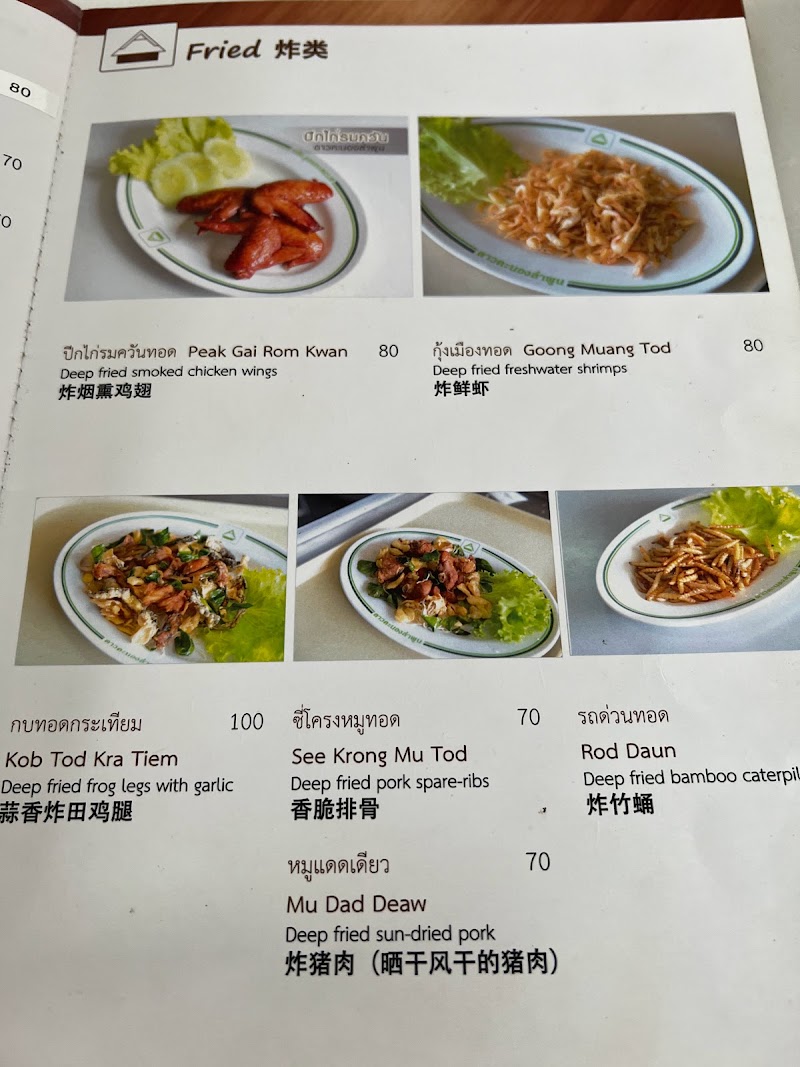 80
70
Fried 炸类
ปีกไก่รมควัน
ปีกไก่รมควันทอด Peak Gai Rom Kwan 80
Deep fried smoked chicken wings
炸烟熏鸡翅
กุ้งเมืองทอด Goong Muang Tod 80
Deep fried freshwater shrimps
炸鲜虾
กบทอดกระเทียม 100
Kob Tod Kra Tiem
Deep fried frog legs with garlic
蒜香炸田鸡腿
ซี่โครงหมูทอด 70
See Krong Mu Tod
Deep fried pork spare-ribs
香脆排骨
รถด่วนทอด
Rod Daun
Deep fried bamboo caterpil
炸竹蛹
หมูแดดเดียว 70
Mu Dad Deaw
Deep fried sun-dried pork
炸猪肉（晒干风干的猪肉）